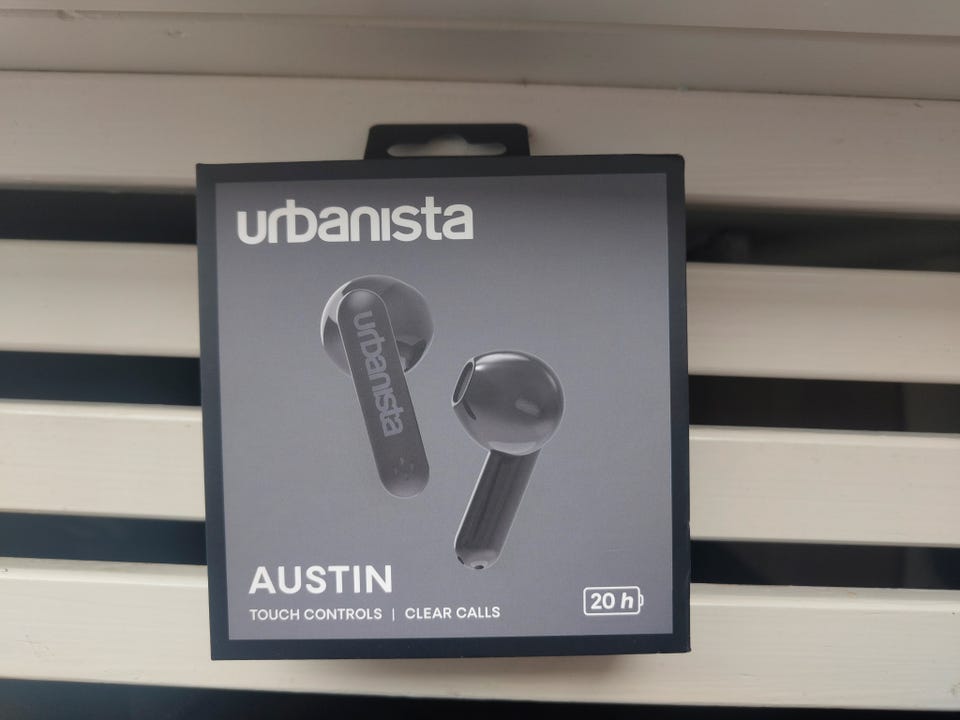 urbanista
urbanista
AUSTIN
TOUCH CONTROLS | CLEAR CALLS
20 h